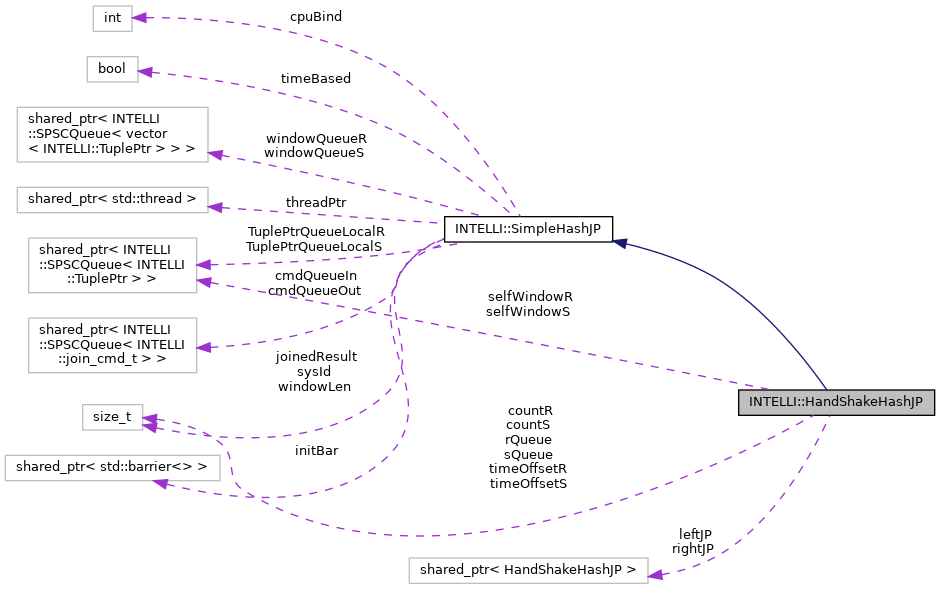 int
cpuBind
bool
timeBased
shared_ptr< INTELLI
::SPSCQueue< vector
< INTELLI::TuplePtr > > >
windowQueueR
windowQueueS
shared_ptr< std::thread >
threadPtr
INTELLI::SimpleHashJP
TuplePtrQueueLocalR
TuplePtrQueueLocalS
shared_ptr< INTELLI
::SPSCQueue< INTELLI
::TuplePtr > >
cmdQueueIn
cmdQueueOut
selfWindowR
selfWindowS
shared_ptr< INTELLI
::SPSCQueue< INTELLI
::join_cmd_t > >
joinedResult
sysId
windowLen
INTELLI::HandShakeHashJP
size_t
countR
countS
rQueue
sQueue
timeOffsetR
timeOffsetS
initBar
shared_ptr< std::barrier<> >
leftJP
rightJP
shared_ptr< HandShakeHashJP >